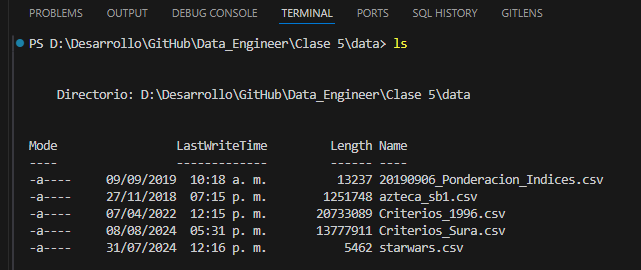 PROBLEMS OUTPUT DEBUG CONSOLE TERMINAL PORTS SQL HISTORY GITLENS
PS D:\Desarrollo\GitHub\Data_Engineer\Clase 5\data> ls
Directorio: D:\Desarrollo\GitHub\Data_Engineer\Clase 5\data
Mode LastWriteTime Length Name
---- ------------- ------ ----
-a---- 09/09/2019 10:18 a. m. 13237 20190906_Ponderacion_Indices.csv
-a---- 27/11/2018 07:15 p. m. 1251748 azteca_sb1.csv
-a---- 07/04/2022 12:15 p. m. 20733089 Criterios_1996.csv
-a---- 08/08/2024 05:31 p. m. 13777911 Criterios_Sura.csv
-a---- 31/07/2024 12:16 p. m. 5462 starwars.csv